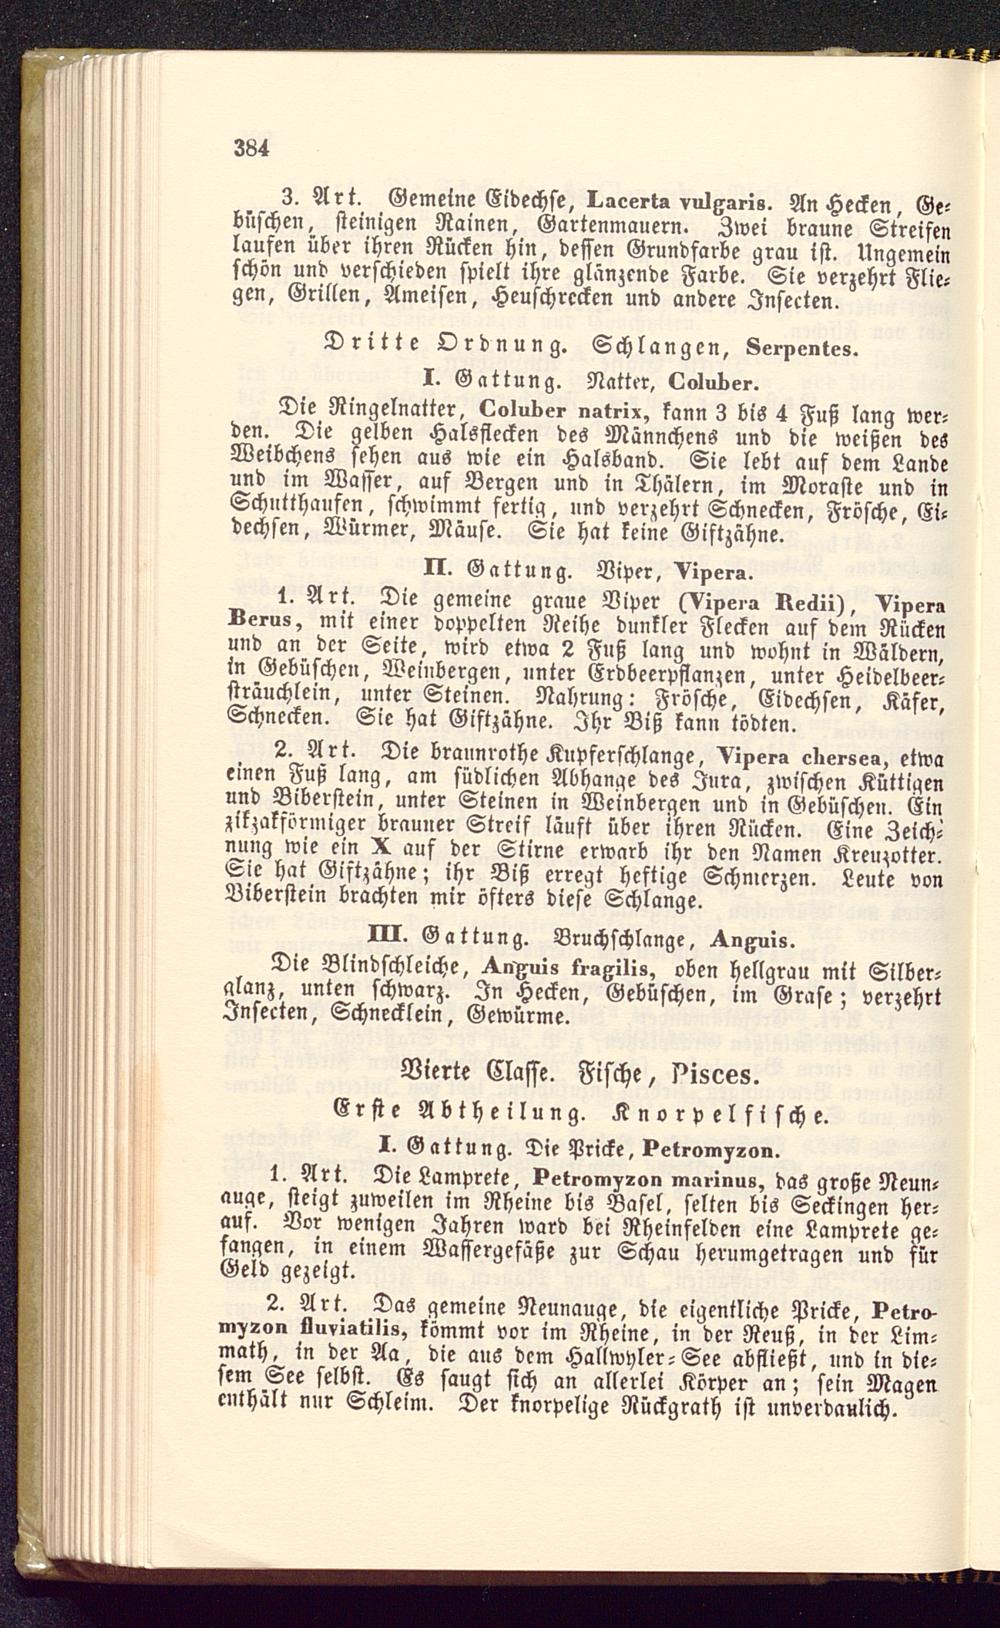 384
3. Art. Gemeine Eidechse, Lacerta vulgaris. An Hecken, Ge-
büschen, steinigen Rainen, Gartenmauern. Zwei braune Streifen
laufen über ihren Rücken hin, dessen Grundfarbe grau ist. Ungemein
schön und verschieden spielt ihre glänzende Farbe. Sie verzehrt Flie-
gen, Grillen, Ameisen, Heuschrecken und andere Insecten.
Dritte Ordnung. Schlangen, Serpentes.
I. Gattung. Natter, Coluber.
Die Ringelnatter, Coluber natrix, kann 3 bis 4 Fuß lang wer-
den. Die gelben Halsflecken des Männchens und die weißen des
Weibchens sehen aus wie ein Halsband. Sie lebt auf dem Lande
und im Wasser, auf Bergen und in Thälern, im Moraste und in
Schutthaufen, schwimmt fertig, und verzehrt Schnecken, Frösche, Ei-
dechsen, Würmer, Mäuse. Sie hat keine Giftzähne.
II. Gattung. Viper, Vipera.
1. Art. Die gemeine graue Viper (Vipera Redii), Vipera
Berus, mit einer doppelten Reihe dunkler Flecken auf dem Rücken
und an der Seite, wird etwa 2 Fuß lang und wohnt in Wäldern,
in Gebüschen, Weinbergen, unter Erdbeerpflanzen, unter Heidelbeer-
sträuchlein, unter Steinen. Nahrung: Frösche, Eidechsen, Käfer,
Schnecken. Sie hat Giftzähne. Ihr Biß kann tödten.
2. Art. Die braunrothe Kupferschlange, Vipera chersea, etwa
einen Fuß lang, am südlichen Abhange des Jura, zwischen Küttigen
und Biberstein, unter Steinen in Weinbergen und in Gebüschen. Ein
zikzakförmiger brauner Streif läuft über ihren Rücken. Eine Zeich-
nung wie ein X auf der Stirne erwarb ihr den Namen Kreuzotter.
Sie hat Giftzähne; ihr Biß erregt heftige Schmerzen. Leute von
Biberstein brachten mir öfters diese Schlange.
III. Gattung. Bruchschlange, Anguis.
Die Blindschleiche, Anguis fragilis, oben hellgrau mit Silber-
glanz, unten schwarz. In Hecken, Gebüschen, im Grase; verzehrt
Insecten, Schnecklein, Gewürme.
Vierte Classe. Fische, Pisces.
Erste Abtheilung. Knorpelfische.
I. Gattung. Die Pricke, Petromyzon.
1. Art. Die Lamprete, Petromyzon marinus, das große Neun-
auge, steigt zuweilen im Rheine bis Basel, selten bis Seckingen her-
auf. Vor wenigen Jahren ward bei Rheinfelden eine Lamprete ge-
fangen, in einem Wassergefäße zur Schau herumgetragen und für
Geld gezeigt.
2. Art. Das gemeine Neunauge, die eigentliche Pricke, Petro-
myzon fluviatilis, kömmt vor im Rheine, in der Reuß, in der Lim-
math, in der Aa, die aus dem Hallwyler-See abfließt, und in die-
sem See selbst. Es saugt sich an allerlei Körper an; sein Magen
enthält nur Schleim. Der knorpelige Rückgrath ist unverdaulich.